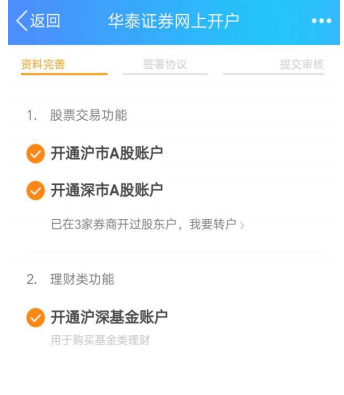 返回 华泰证券网上开户
资料完善 签署协议 提交审核
1. 股票交易功能
开通沪市A股账户
开通深市A股账户
已在3家券商开过股东户，我要转户
2. 理财类功能
开通沪深基金账户
用于购买基金类理财